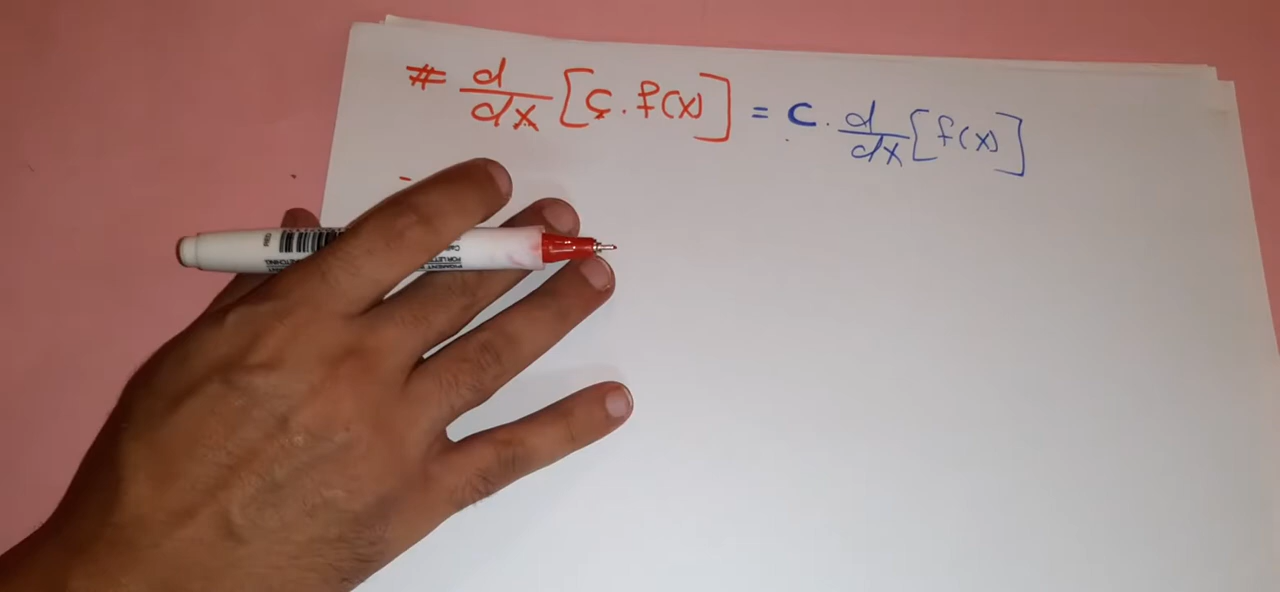 # d/dx [c . f(x)] = c . d/dx [f(x)]